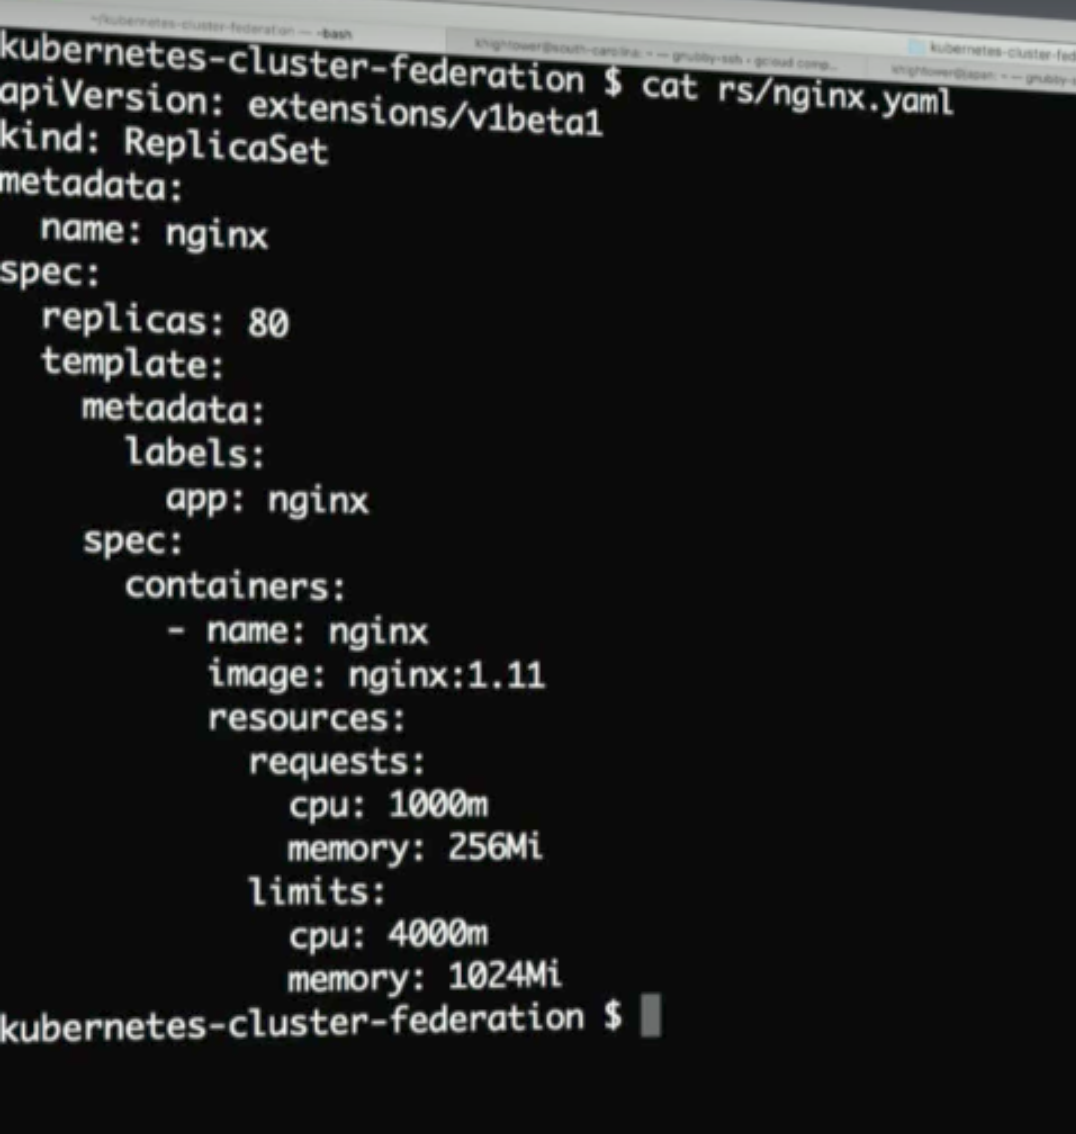 ~/kubernetes-cluster-federation — -bash
khightower@south-carolina: ~ — gnubby-ssh • gcloud comp...
kubernetes-cluster-fed
khightower@japan: ~ — gnubby-s
kubernetes-cluster-federation $ cat rs/nginx.yaml
apiVersion: extensions/v1beta1
kind: ReplicaSet
metadata:
  name: nginx
spec:
  replicas: 80
  template:
    metadata:
      labels:
        app: nginx
    spec:
      containers:
        - name: nginx
          image: nginx:1.11
          resources:
            requests:
              cpu: 1000m
              memory: 256Mi
            limits:
              cpu: 4000m
              memory: 1024Mi
kubernetes-cluster-federation $